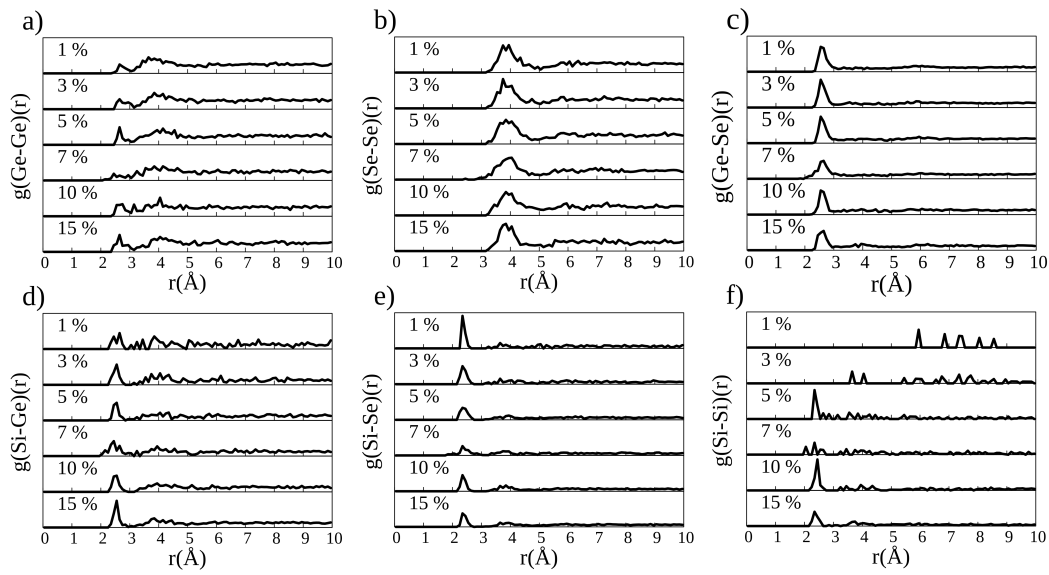 a)
g(Ge-Ge)(r)
1 %
3 %
5 %
7 %
10 %
15 %
0 1 2 3 4 5 6 7 8 9 10
r(Å)
b)
g(Se-Se)(r)
1 %
3 %
5 %
7 %
10 %
15 %
0 1 2 3 4 5 6 7 8 9 10
r(Å)
c)
g(Ge-Se)(r)
1 %
3 %
5 %
7 %
10 %
15 %
0 1 2 3 4 5 6 7 8 9 10
r(Å)
d)
g(Si-Ge)(r)
1 %
3 %
5 %
7 %
10 %
15 %
0 1 2 3 4 5 6 7 8 9 10
r(Å)
e)
g(Si-Se)(r)
1 %
3 %
5 %
7 %
10 %
15 %
0 1 2 3 4 5 6 7 8 9 10
r(Å)
f)
g(Si-Si)(r)
1 %
3 %
5 %
7 %
10 %
15 %
0 1 2 3 4 5 6 7 8 9 10
r(Å)